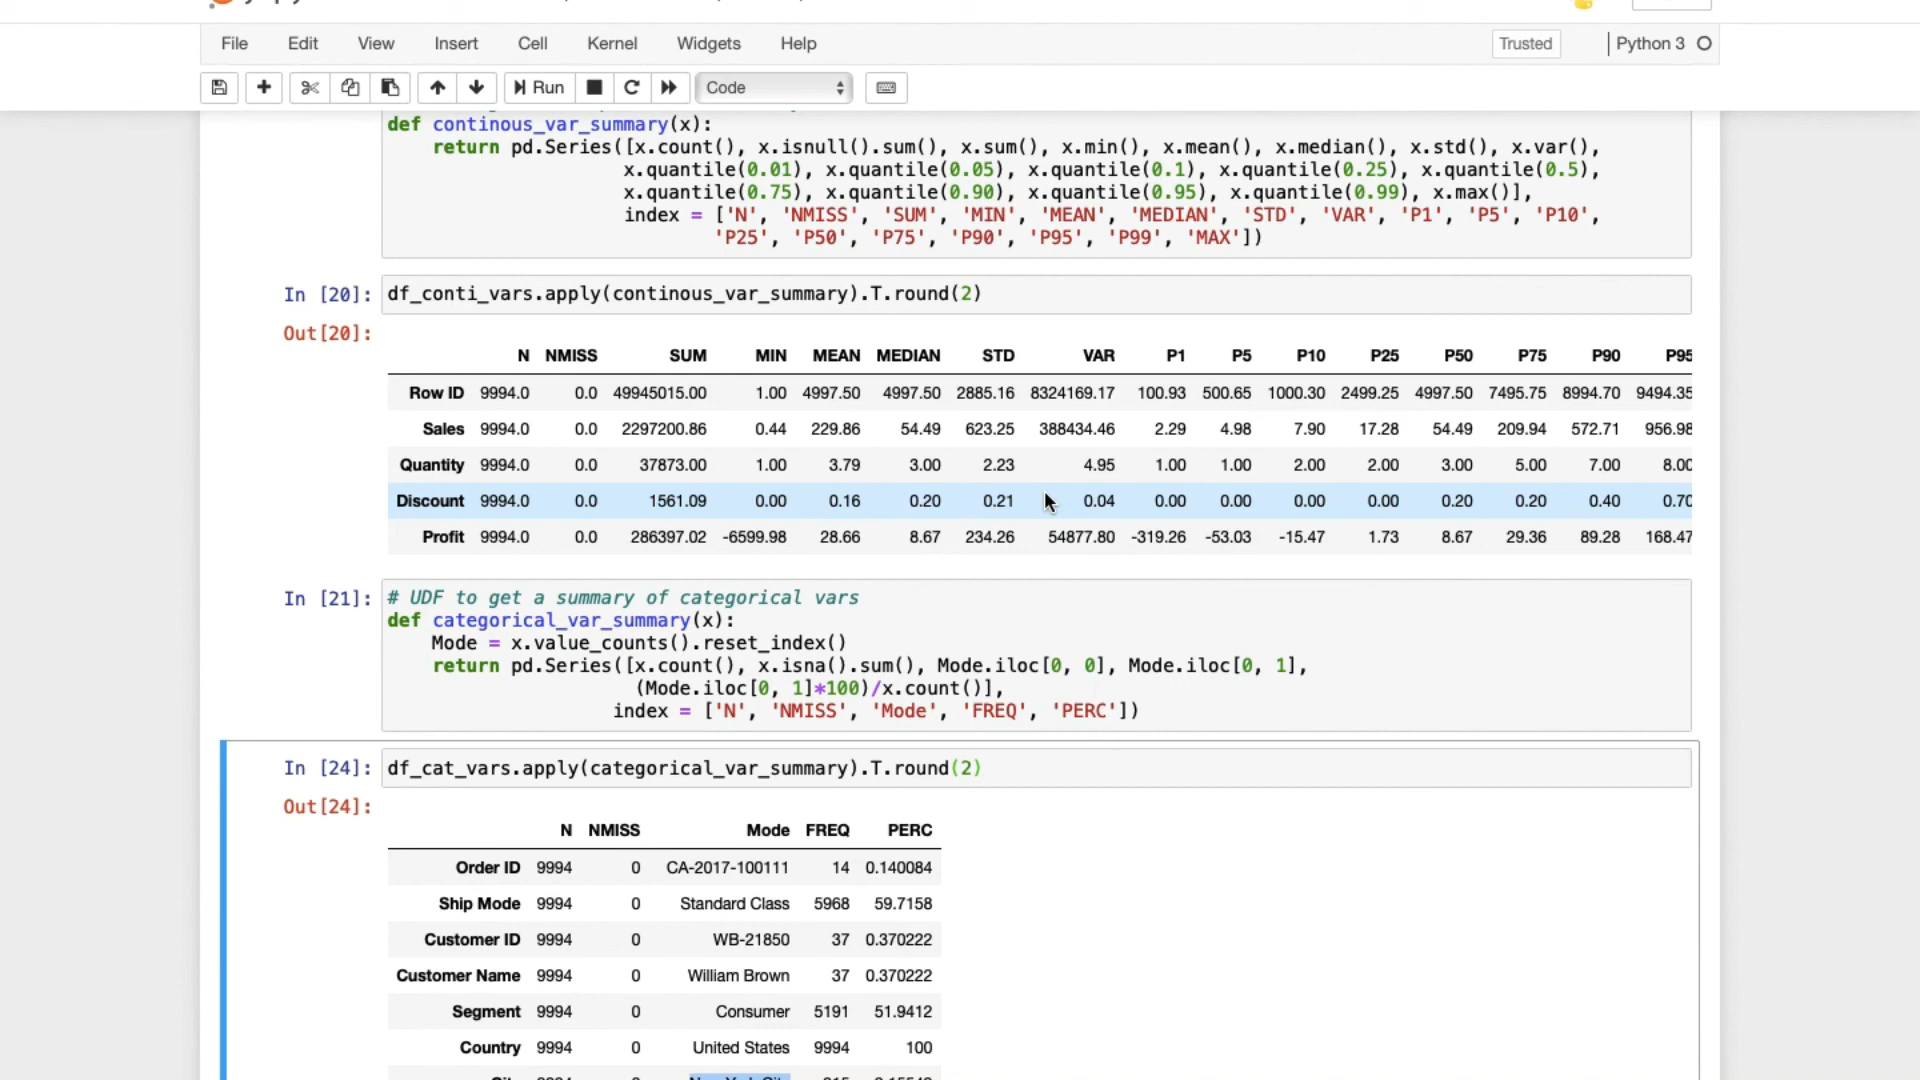 File Edit View Insert Cell Kernel Widgets Help Trusted Python 3
Run Code
def continous_var_summary(x):
return pd.Series([x.count(), x.isnull().sum(), x.sum(), x.min(), x.mean(), x.median(), x.std(), x.var(),
x.quantile(0.01), x.quantile(0.05), x.quantile(0.1), x.quantile(0.25), x.quantile(0.5),
x.quantile(0.75), x.quantile(0.90), x.quantile(0.95), x.quantile(0.99), x.max()],
index = ['N', 'NMISS', 'SUM', 'MIN', 'MEAN', 'MEDIAN', 'STD', 'VAR', 'P1', 'P5', 'P10',
'P25', 'P50', 'P75', 'P90', 'P95', 'P99', 'MAX'])
In [20]: df_conti_vars.apply(continous_var_summary).T.round(2)
Out[20]:
N NMISS SUM MIN MEAN MEDIAN STD VAR P1 P5 P10 P25 P50 P75 P90 P95
Row ID 9994.0 0.0 49945015.00 1.00 4997.50 4997.50 2885.16 8324169.17 100.93 500.65 1000.30 2499.25 4997.50 7495.75 8994.70 9494.35
Sales 9994.0 0.0 2297200.86 0.44 229.86 54.49 623.25 388434.46 2.29 4.98 7.90 17.28 54.49 209.94 572.71 956.98
Quantity 9994.0 0.0 37873.00 1.00 3.79 3.00 2.23 4.95 1.00 1.00 2.00 2.00 3.00 5.00 7.00 8.00
Discount 9994.0 0.0 1561.09 0.00 0.16 0.20 0.21 0.04 0.00 0.00 0.00 0.00 0.20 0.20 0.40 0.70
Profit 9994.0 0.0 286397.02 -6599.98 28.66 8.67 234.26 54877.80 -319.26 -53.03 -15.47 1.73 8.67 29.36 89.28 168.47
In [21]: # UDF to get a summary of categorical vars
def categorical_var_summary(x):
Mode = x.value_counts().reset_index()
return pd.Series([x.count(), x.isna().sum(), Mode.iloc[0, 0], Mode.iloc[0, 1],
(Mode.iloc[0, 1]*100)/x.count()],
index = ['N', 'NMISS', 'Mode', 'FREQ', 'PERC'])
In [24]: df_cat_vars.apply(categorical_var_summary).T.round(2)
Out[24]:
N NMISS Mode FREQ PERC
Order ID 9994 0 CA-2017-100111 14 0.140084
Ship Mode 9994 0 Standard Class 5968 59.7158
Customer ID 9994 0 WB-21850 37 0.370222
Customer Name 9994 0 William Brown 37 0.370222
Segment 9994 0 Consumer 5191 51.9412
Country 9994 0 United States 9994 100